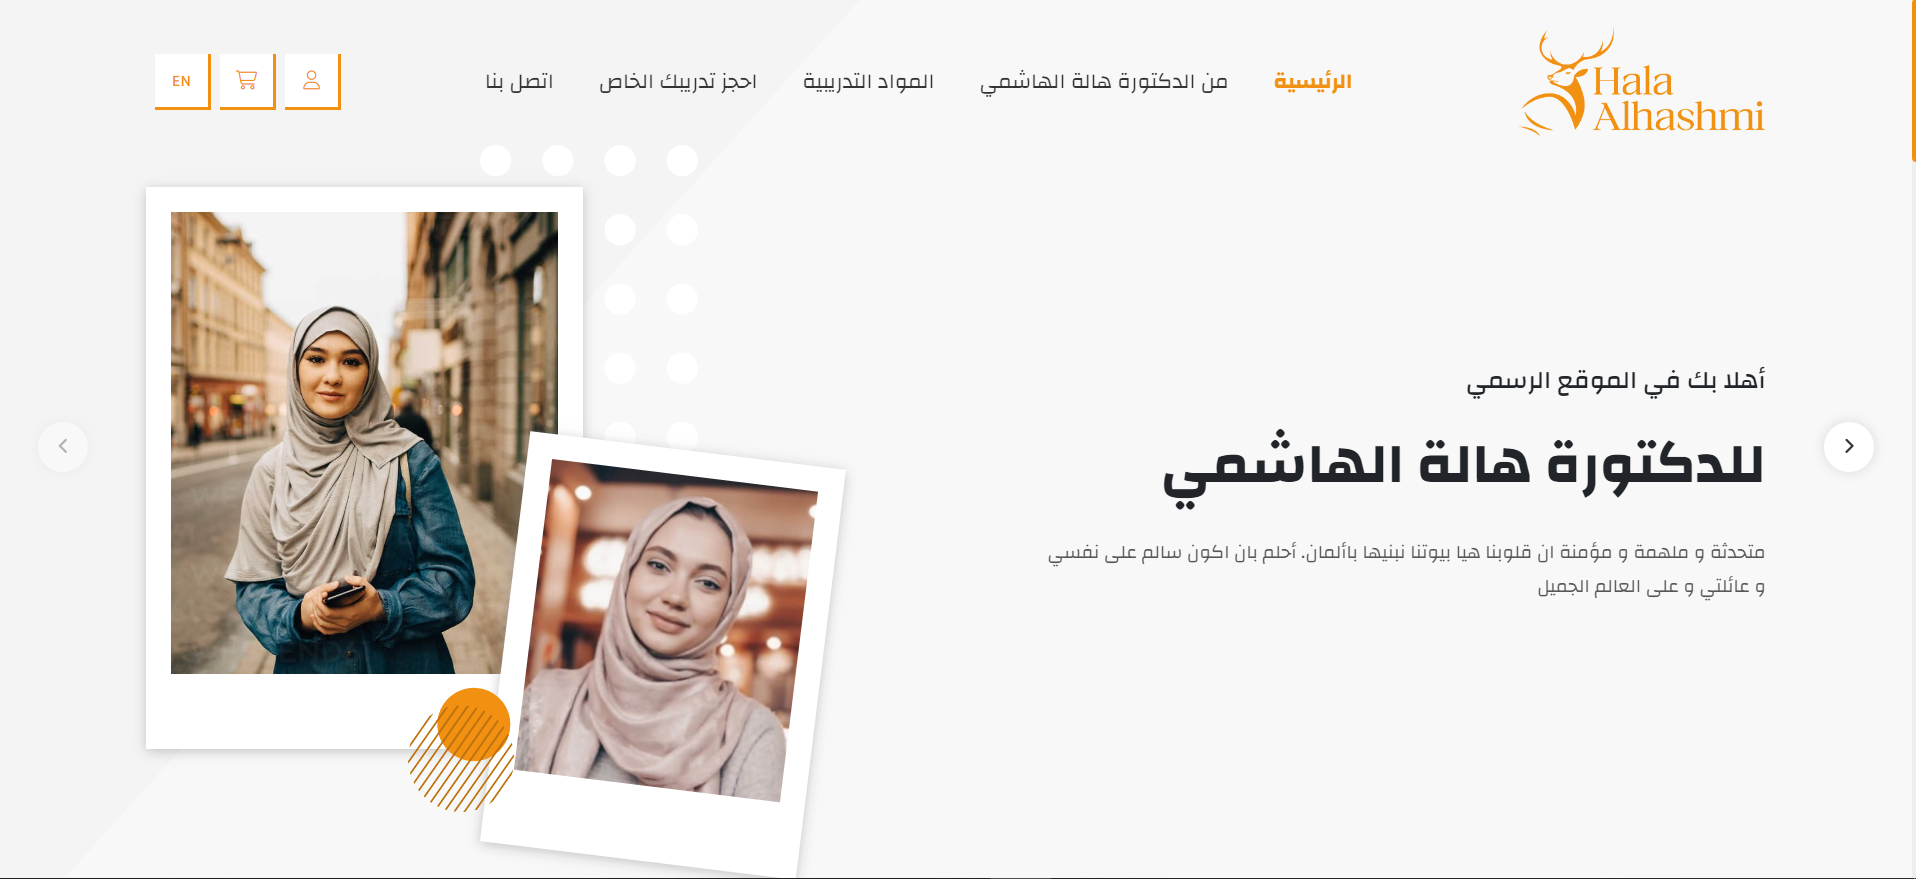 Hala
Alhashmi
الرئيسية
من الدكتورة هالة الهاشمي
المواد التدريبية
احجز تدريبك الخاص
اتصل بنا
EN
أهلا بك في الموقع الرسمي
للدكتورة هالة الهاشمي
متحدثة و ملهمة و مؤمنة ان قلوبنا هيا بيوتنا نبنيها باألمان. أحلم بان اكون سالم على نفسي
و عائلتي و على العالم الجميل